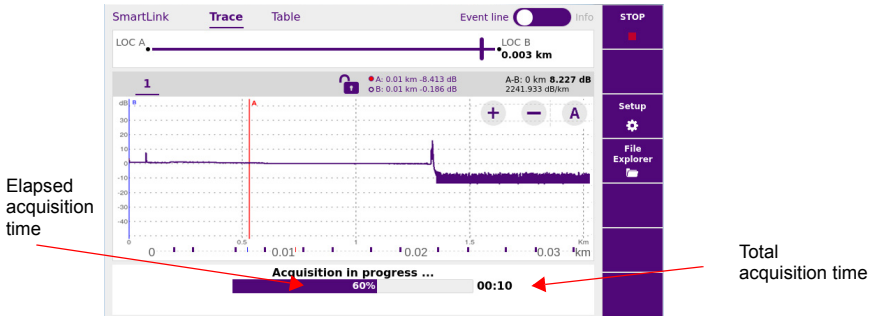 SmartLink Trace Table Event line Info STOP
LOC A LOC B
0.003 km
1 A: 0.01 km -8.413 dB A-B: 0 km 8.227 dB
B: 0.01 km -0.186 dB 2241.933 dB/km
dB B A
+ − A
Setup
File
Explorer
30
20
10
0
-10
-20
-30
-40
0.5 1 1.5 Km
0 0.01 0.02 0.03 km
Acquisition in progress ...
60% 00:10
Elapsed
acquisition
time
Total
acquisition time